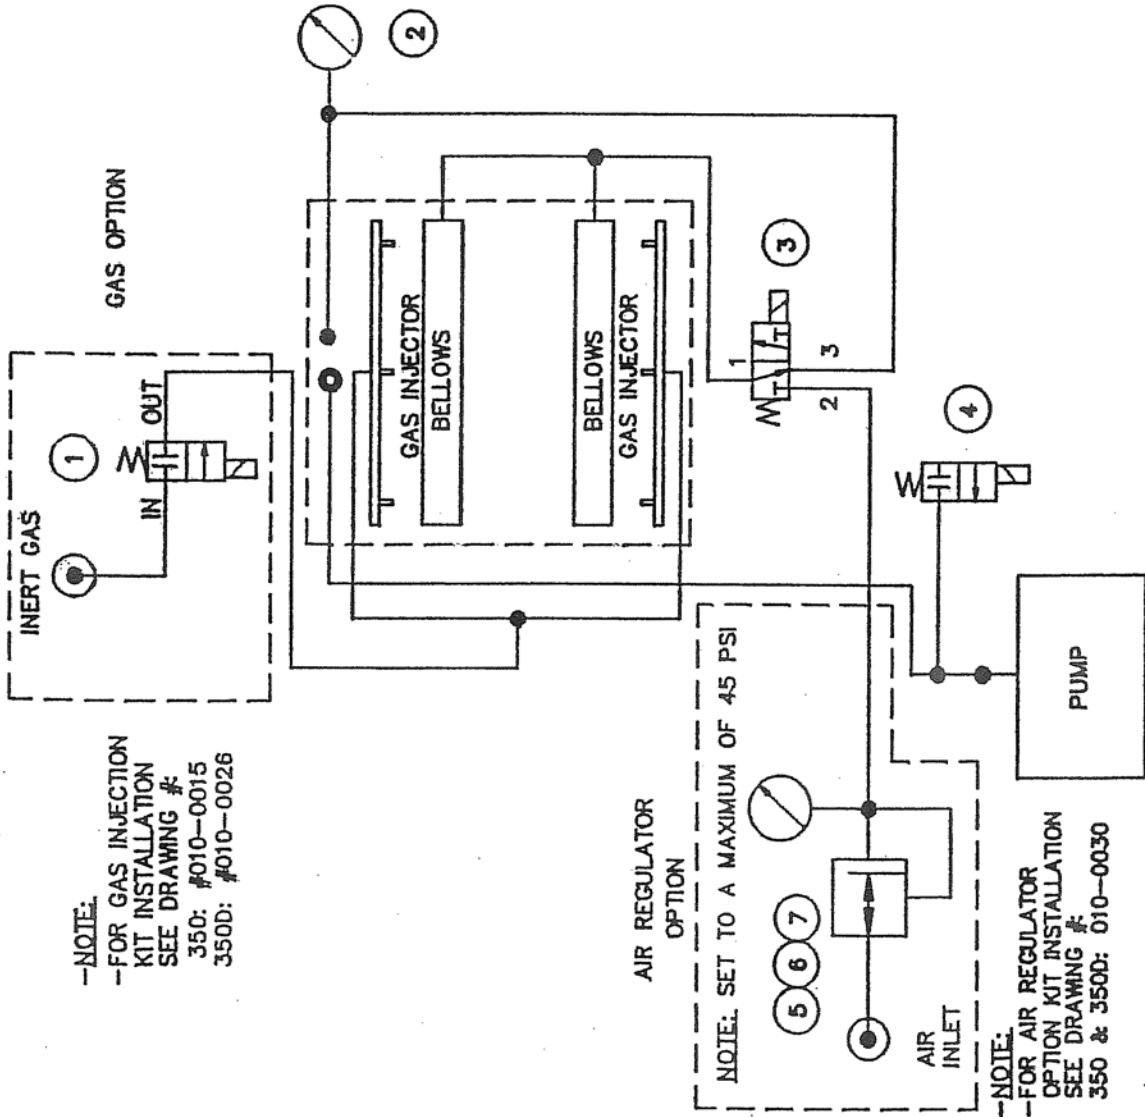 -NOTE:
-FOR GAS INJECTION
KIT INSTALLATION
SEE DRAWING #:
350: #010-0015
350D: #010-0026
INERT GAS
1
IN
OUT
GAS OPTION
2
GAS INJECTOR
BELLOWS
BELLOWS
GAS INJECTOR
1
2
3
3
4
AIR REGULATOR
OPTION
NOTE: SET TO A MAXIMUM OF 45 PSI
5 6 7
AIR
INLET
PUMP
-NOTE:
-FOR AIR REGULATOR
OPTION KIT INSTALLATION
SEE DRAWING #:
350 & 350D: 010-0030